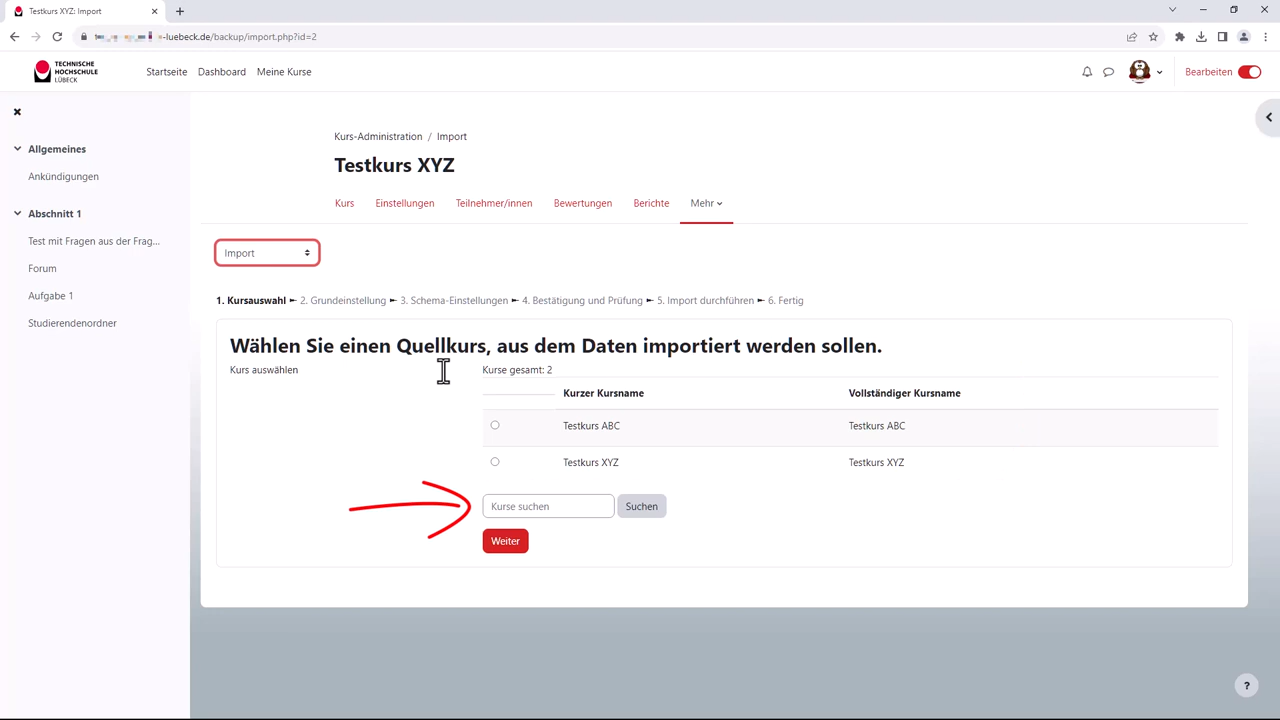 Testkurs XYZ: Import
-luebeck.de/backup/import.php?id=2
TECHNISCHE
HOCHSCHULE
LÜBECK
Startseite Dashboard Meine Kurse
Bearbeiten
Allgemeines
Ankündigungen
Abschnitt 1
Test mit Fragen aus der Frag...
Forum
Aufgabe 1
Studierendenordner
Kurs-Administration / Import
Testkurs XYZ
Kurs Einstellungen Teilnehmer/innen Bewertungen Berichte Mehr
Import
1. Kursauswahl ► 2. Grundeinstellung ► 3. Schema-Einstellungen ► 4. Bestätigung und Prüfung ► 5. Import durchführen ► 6. Fertig
Wählen Sie einen Quellkurs, aus dem Daten importiert werden sollen.
Kurs auswählen
Kurse gesamt: 2
Kurzer Kursname Vollständiger Kursname
Testkurs ABC Testkurs ABC
Testkurs XYZ Testkurs XYZ
Kurse suchen Suchen
Weiter
?